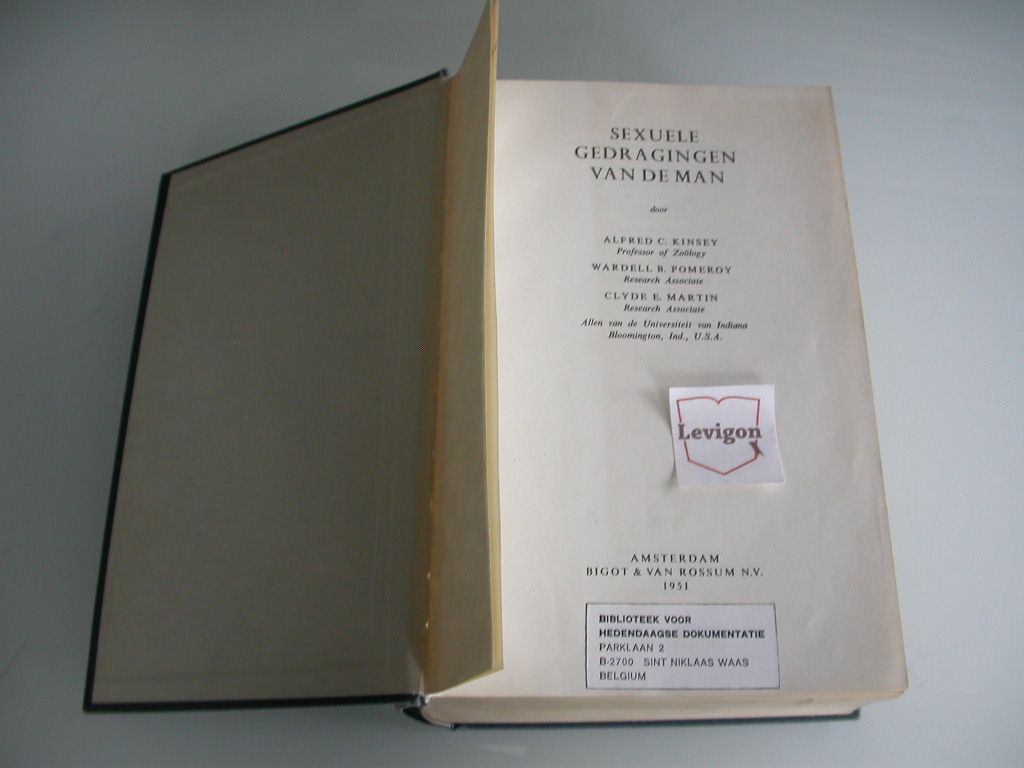 SEXUELE
GEDRAGINGEN
VAN DE MAN
door
ALFRED C. KINSEY
Professor of Zoölogy
WARDELL B. POMEROY
Research Associate
CLYDE E. MARTIN
Research Associate
Allen van de Universiteit van Indiana
Bloomington, Ind., U.S.A.
Levigon
AMSTERDAM
BIGOT & VAN ROSSUM N.V.
1951
BIBLIOTEEK VOOR
HEDENDAAGSE DOKUMENTATIE
PARKLAAN 2
B-2700 SINT NIKLAAS WAAS
BELGIUM